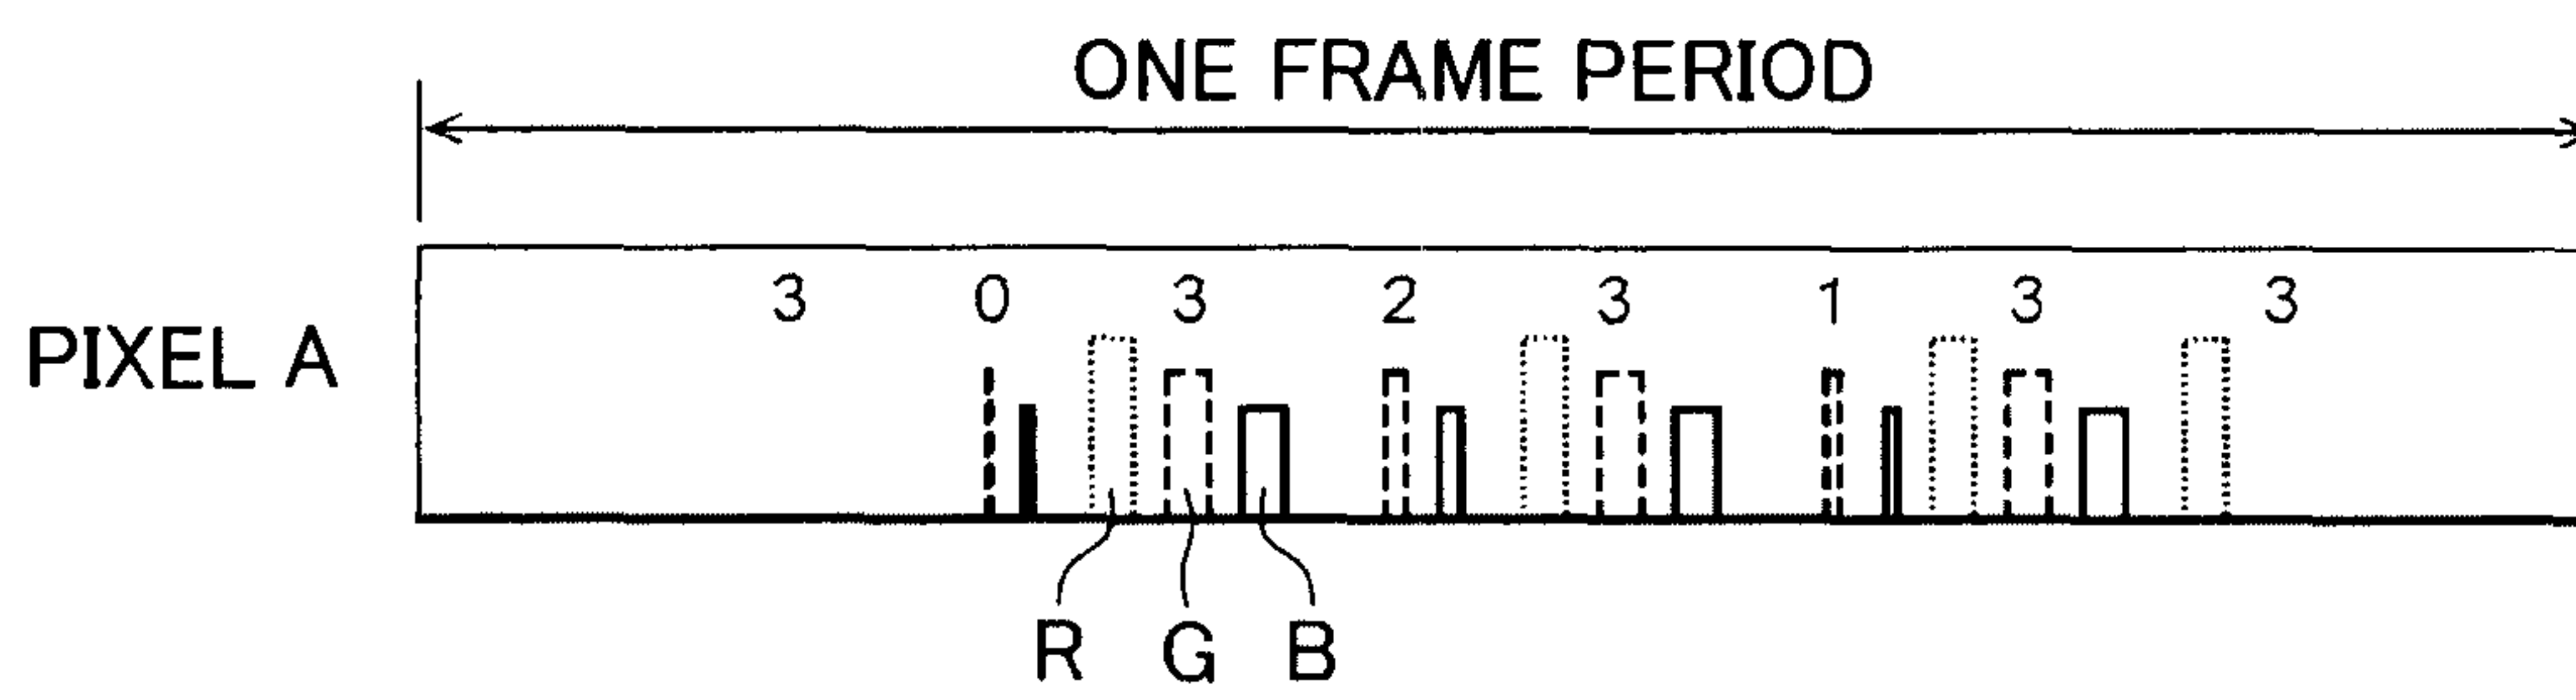 ONE FRAME PERIOD
3 0 3 2 3 1 3 3
PIXEL A
R G B